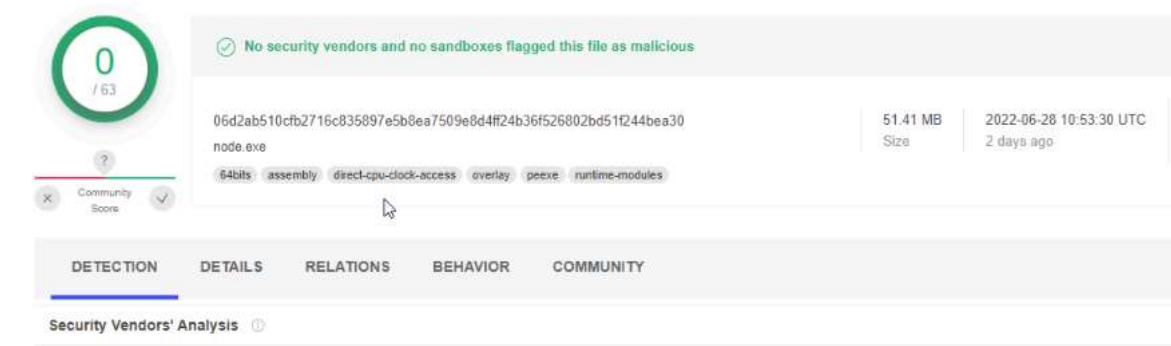 0
/ 63
?
Community
Score
No security vendors and no sandboxes flagged this file as malicious
06d2ab510cfb2716c835897e5b8ea7509e8d4ff24b36f526802bd51f244bea30
node.exe
64bits assembly direct-cpu-clock-access overlay peexe runtime-modules
51.41 MB
Size
2022-06-28 10:53:30 UTC
2 days ago
DETECTION DETAILS RELATIONS BEHAVIOR COMMUNITY
Security Vendors' Analysis